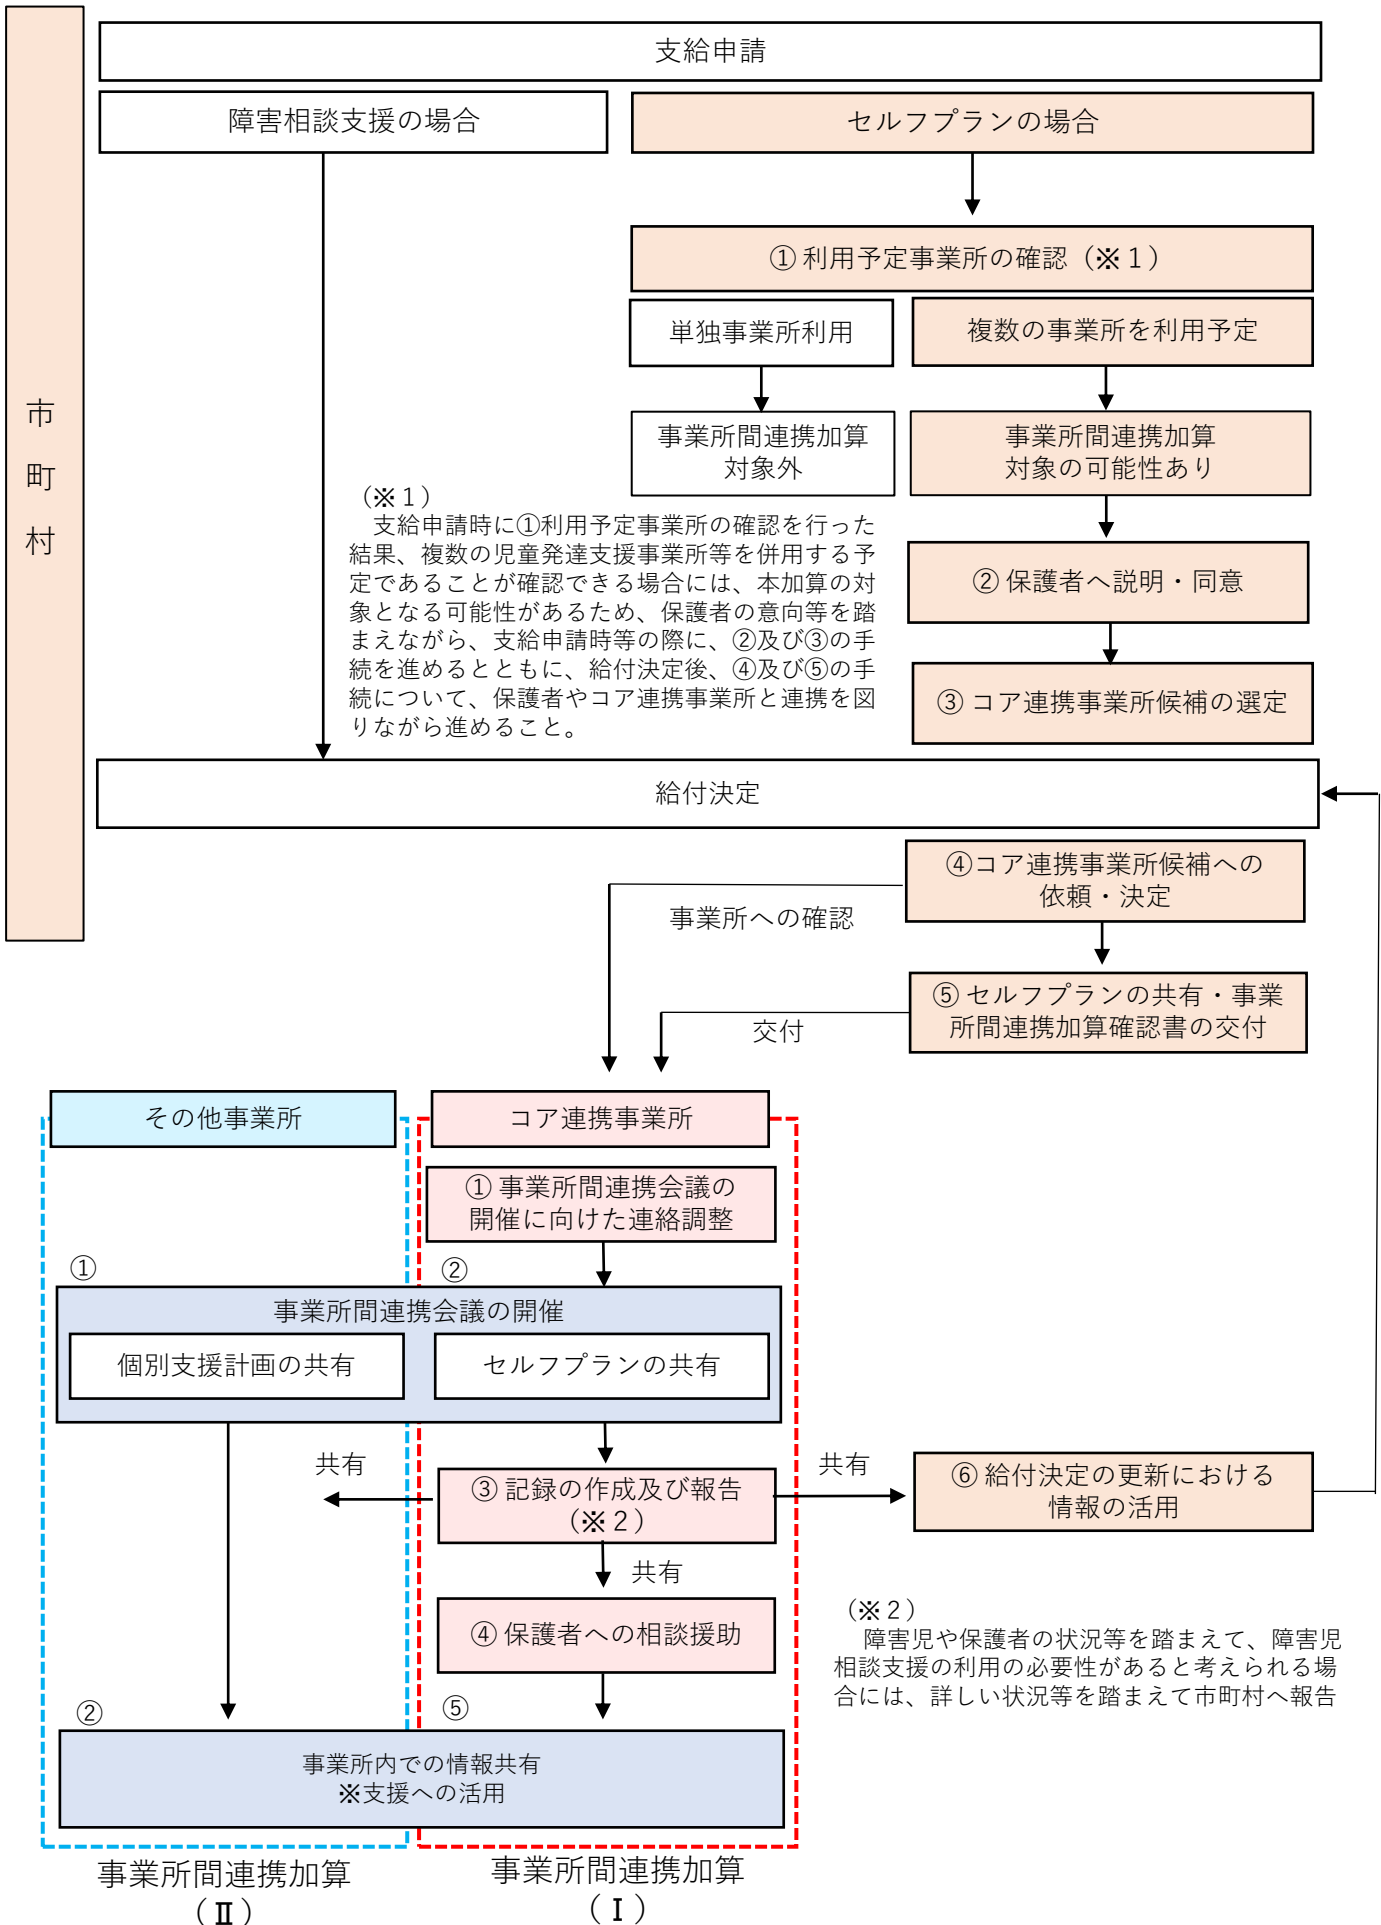 市
町
村
支給申請
障害相談支援の場合
セルフプランの場合
① 利用予定事業所の確認（※１）
単独事業所利用
複数の事業所を利用予定
事業所間連携加算
対象外
事業所間連携加算
対象の可能性あり
（※１）
支給申請時に①利用予定事業所の確認を行った
結果、複数の児童発達支援事業所等を併用する予
定であることが確認できる場合には、本加算の対
象となる可能性があるため、保護者の意向等を踏
まえながら、支給申請時等の際に、②及び③の手
続を進めるとともに、給付決定後、④及び⑤の手
続について、保護者やコア連携事業所と連携を図
りながら進めること。
② 保護者へ説明・同意
③ コア連携事業所候補の選定
給付決定
④コア連携事業所候補への
依頼・決定
事業所への確認
⑤ セルフプランの共有・事業
所間連携加算確認書の交付
交付
その他事業所
コア連携事業所
① 事業所間連携会議の
開催に向けた連絡調整
①
②
事業所間連携会議の開催
個別支援計画の共有
セルフプランの共有
共有
③ 記録の作成及び報告
（※２）
共有
⑥ 給付決定の更新における
情報の活用
共有
④ 保護者への相談援助
（※２）
障害児や保護者の状況等を踏まえて、障害児
相談支援の利用の必要性があると考えられる場
合には、詳しい状況等を踏まえて市町村へ報告
②
⑤
事業所内での情報共有
※支援への活用
事業所間連携加算
（Ⅱ）
事業所間連携加算
（Ⅰ）